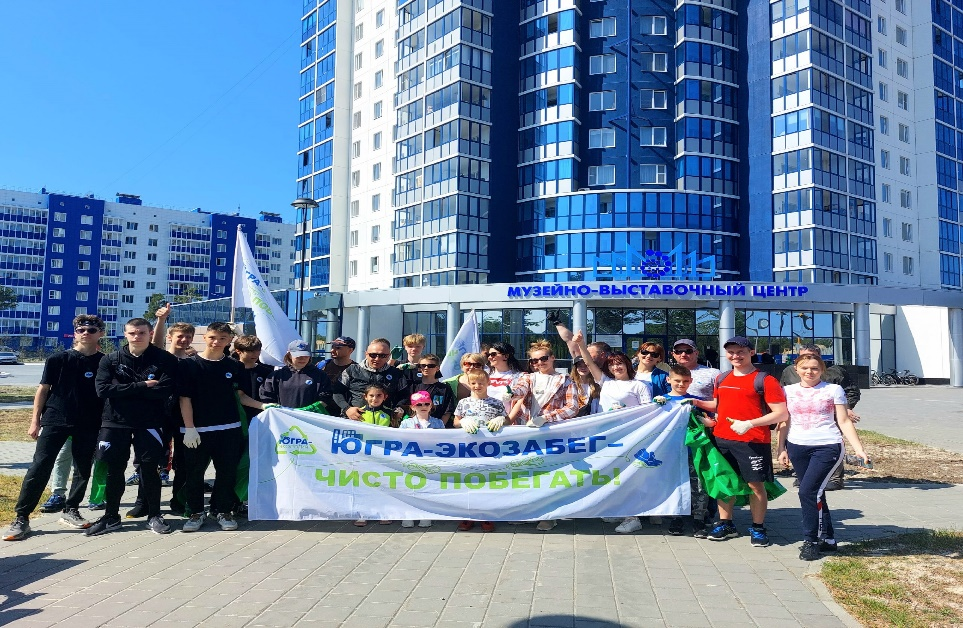 МУЗЕЙНО-ВЫСТАВОЧНЫЙ ЦЕНТР
ЮГРА-
ЮГРА-ЭКОЗАБЕГ–
ЧИСТО ПОБЕГАТЬ!